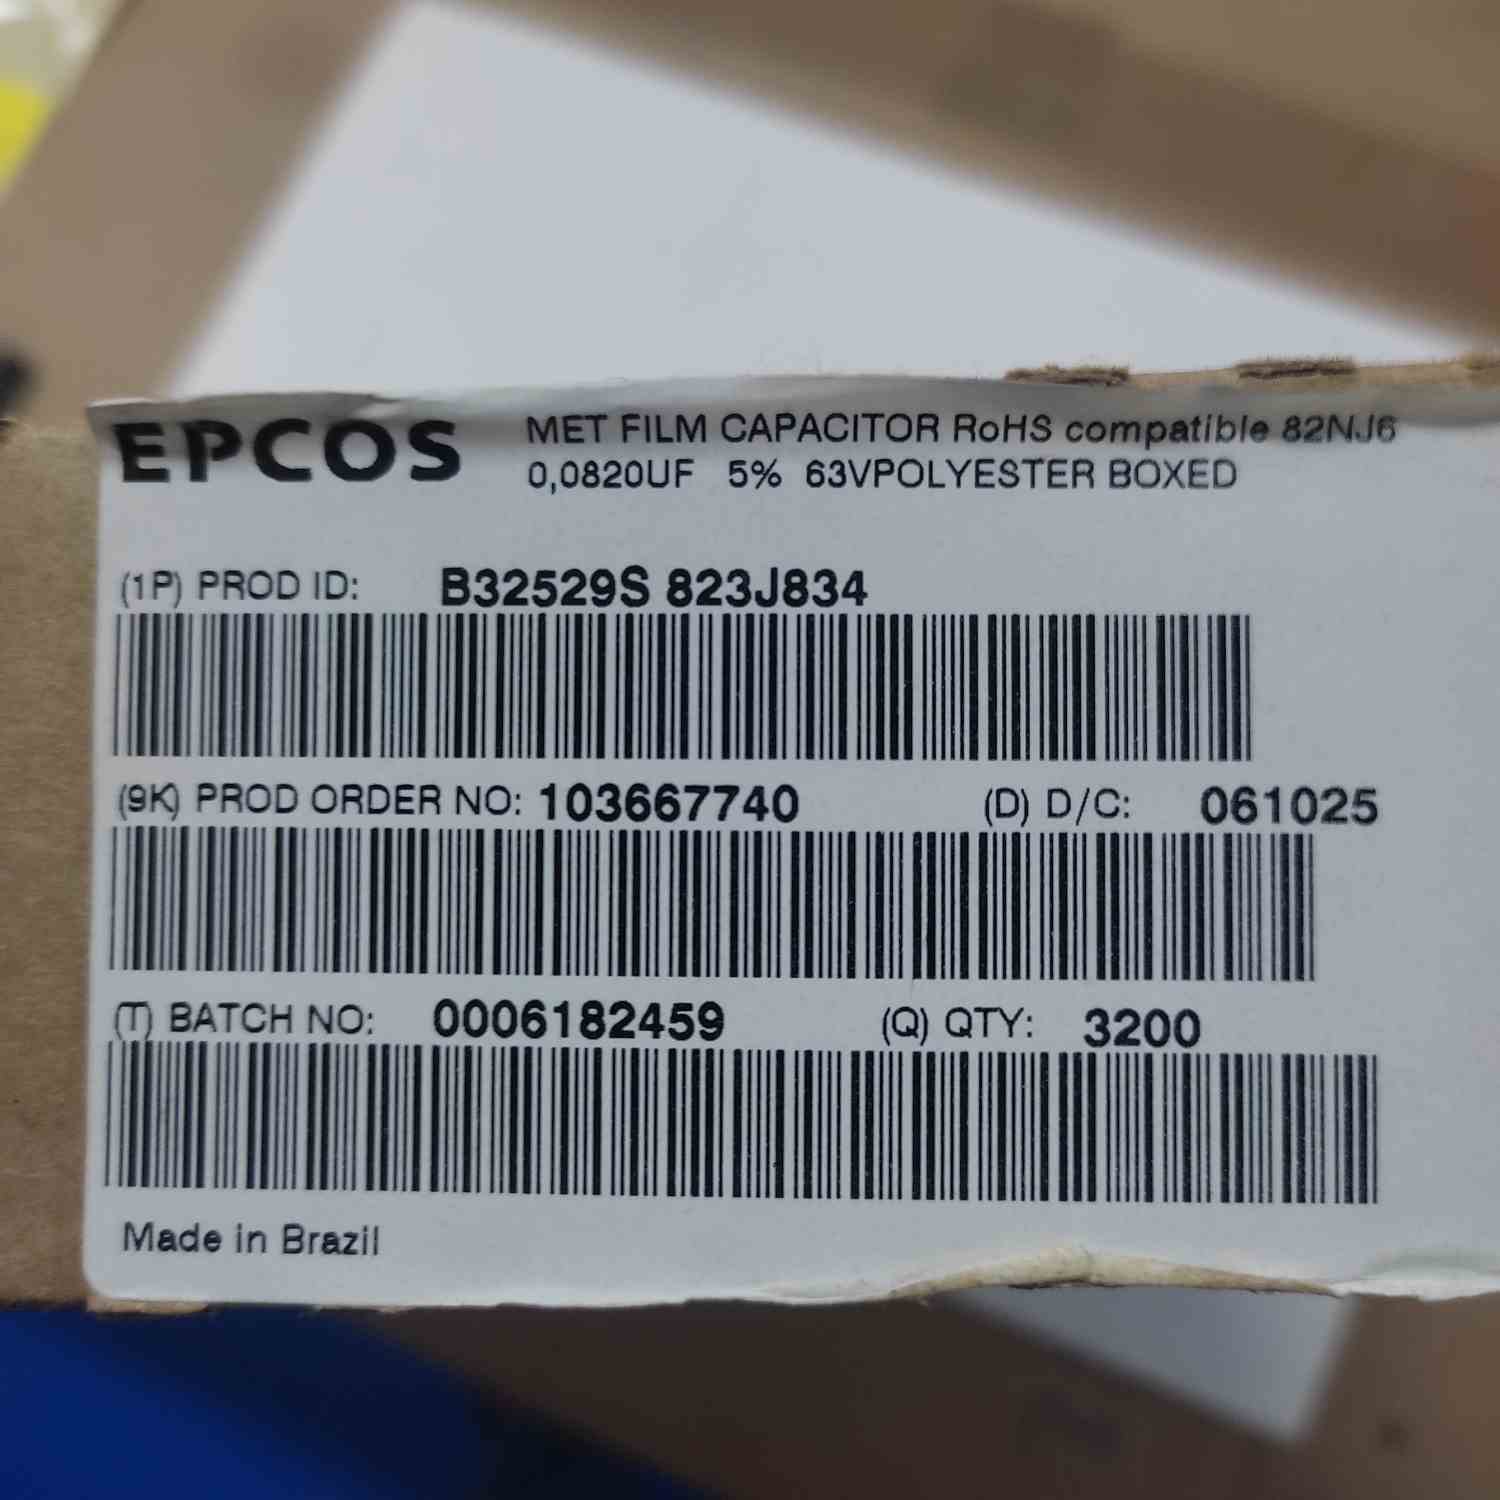 EPCOS MET FILM CAPACITOR RoHS compatible 82NJ6
0,0820UF 5% 63VPOLYESTER BOXED
(1P) PROD ID: B32529S 823J834
(9K) PROD ORDER NO: 103667740 (D) D/C: 061025
(T) BATCH NO: 0006182459 (Q) QTY: 3200
Made in Brazil